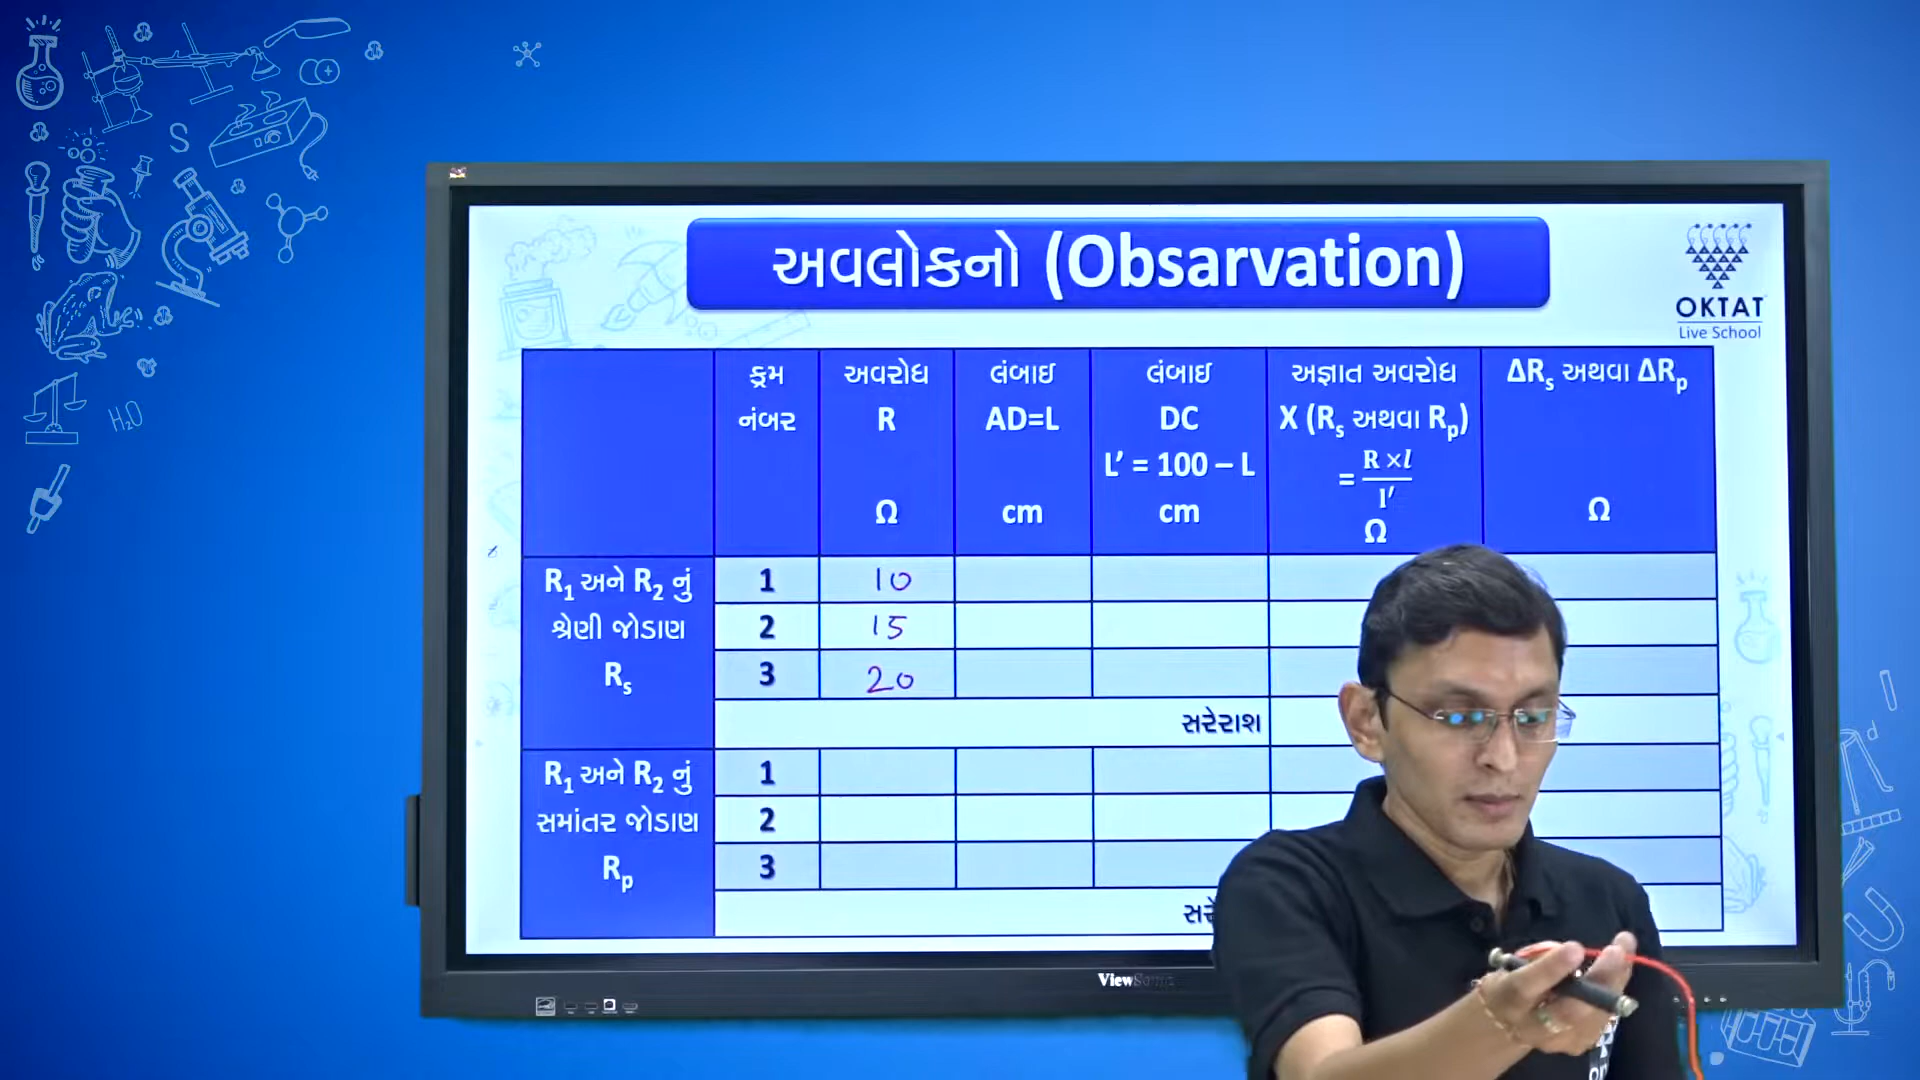 અવલોકનો (Obsarvation)
OKTAT
Live School
ક્રમ
નંબર
અવરોધ
R
Ω
લંબાઇ
AD=L
cm
લંબાઇ
DC
L' = 100 – L
cm
અજ્ઞાત અવરોધ
X (Rs અથવા Rp)
= R × l / l'
Ω
ΔRs અથવા ΔRp
Ω
R1 અને R2 નું
શ્રેણી જોડાણ
Rs
1 10
2 15
3 20
સરેરાશ
R1 અને R2 નું
સમાંતર જોડાણ
Rp
1
2
3
S
H2O